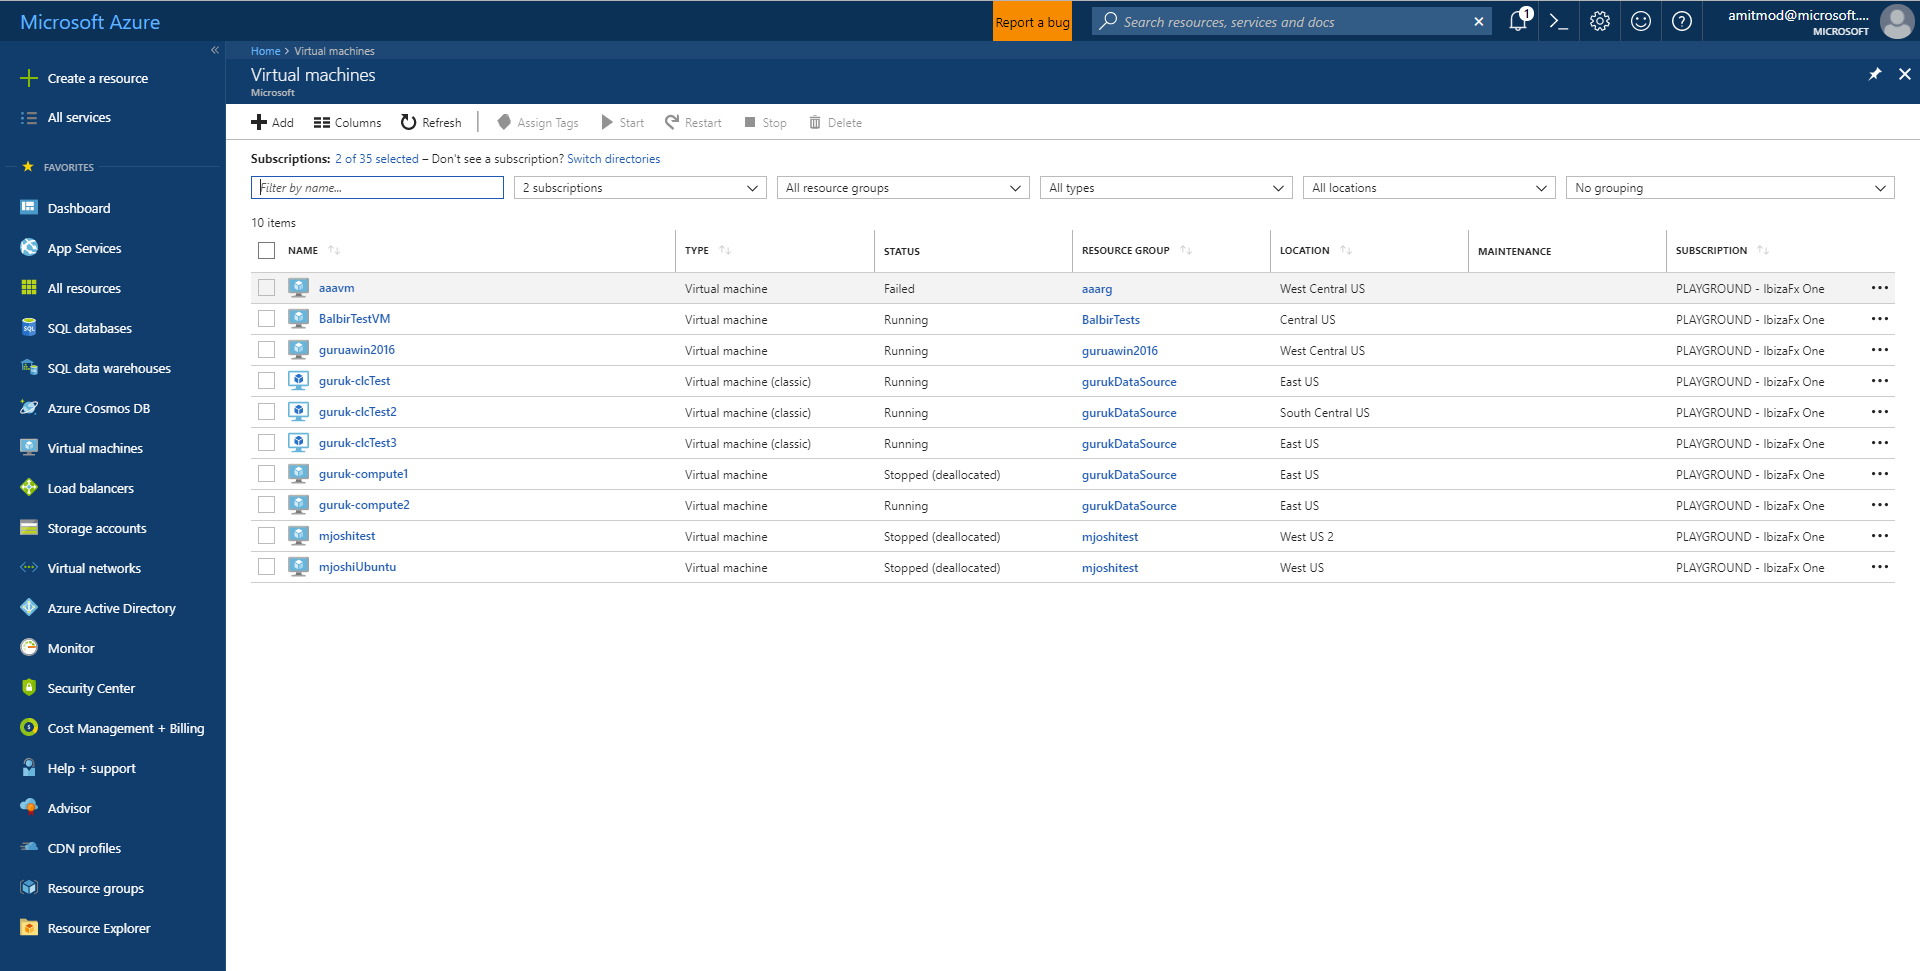 Microsoft Azure
Report a bug
Search resources, services and docs
1
amitmod@microsoft....
MICROSOFT
Create a resource
All services
FAVORITES
Dashboard
App Services
All resources
SQL databases
SQL data warehouses
Azure Cosmos DB
Virtual machines
Load balancers
Storage accounts
Virtual networks
Azure Active Directory
Monitor
Security Center
Cost Management + Billing
Help + support
Advisor
CDN profiles
Resource groups
Resource Explorer
Home > Virtual machines
Virtual machines
Microsoft
Add Columns Refresh Assign Tags Start Restart Stop Delete
Subscriptions: 2 of 35 selected – Don't see a subscription? Switch directories
Filter by name... 2 subscriptions All resource groups All types All locations No grouping
10 items
NAME TYPE STATUS RESOURCE GROUP LOCATION MAINTENANCE SUBSCRIPTION
aaavm Virtual machine Failed aaarg West Central US PLAYGROUND - IbizaFx One
BalbirTestVM Virtual machine Running BalbirTests Central US PLAYGROUND - IbizaFx One
guruawin2016 Virtual machine Running guruawin2016 West Central US PLAYGROUND - IbizaFx One
guruk-clcTest Virtual machine (classic) Running gurukDataSource East US PLAYGROUND - IbizaFx One
guruk-clcTest2 Virtual machine (classic) Running gurukDataSource South Central US PLAYGROUND - IbizaFx One
guruk-clcTest3 Virtual machine (classic) Running gurukDataSource East US PLAYGROUND - IbizaFx One
guruk-compute1 Virtual machine Stopped (deallocated) gurukDataSource East US PLAYGROUND - IbizaFx One
guruk-compute2 Virtual machine Running gurukDataSource East US PLAYGROUND - IbizaFx One
mjoshitest Virtual machine Stopped (deallocated) mjoshitest West US 2 PLAYGROUND - IbizaFx One
mjoshiUbuntu Virtual machine Stopped (deallocated) mjoshitest West US PLAYGROUND - IbizaFx One